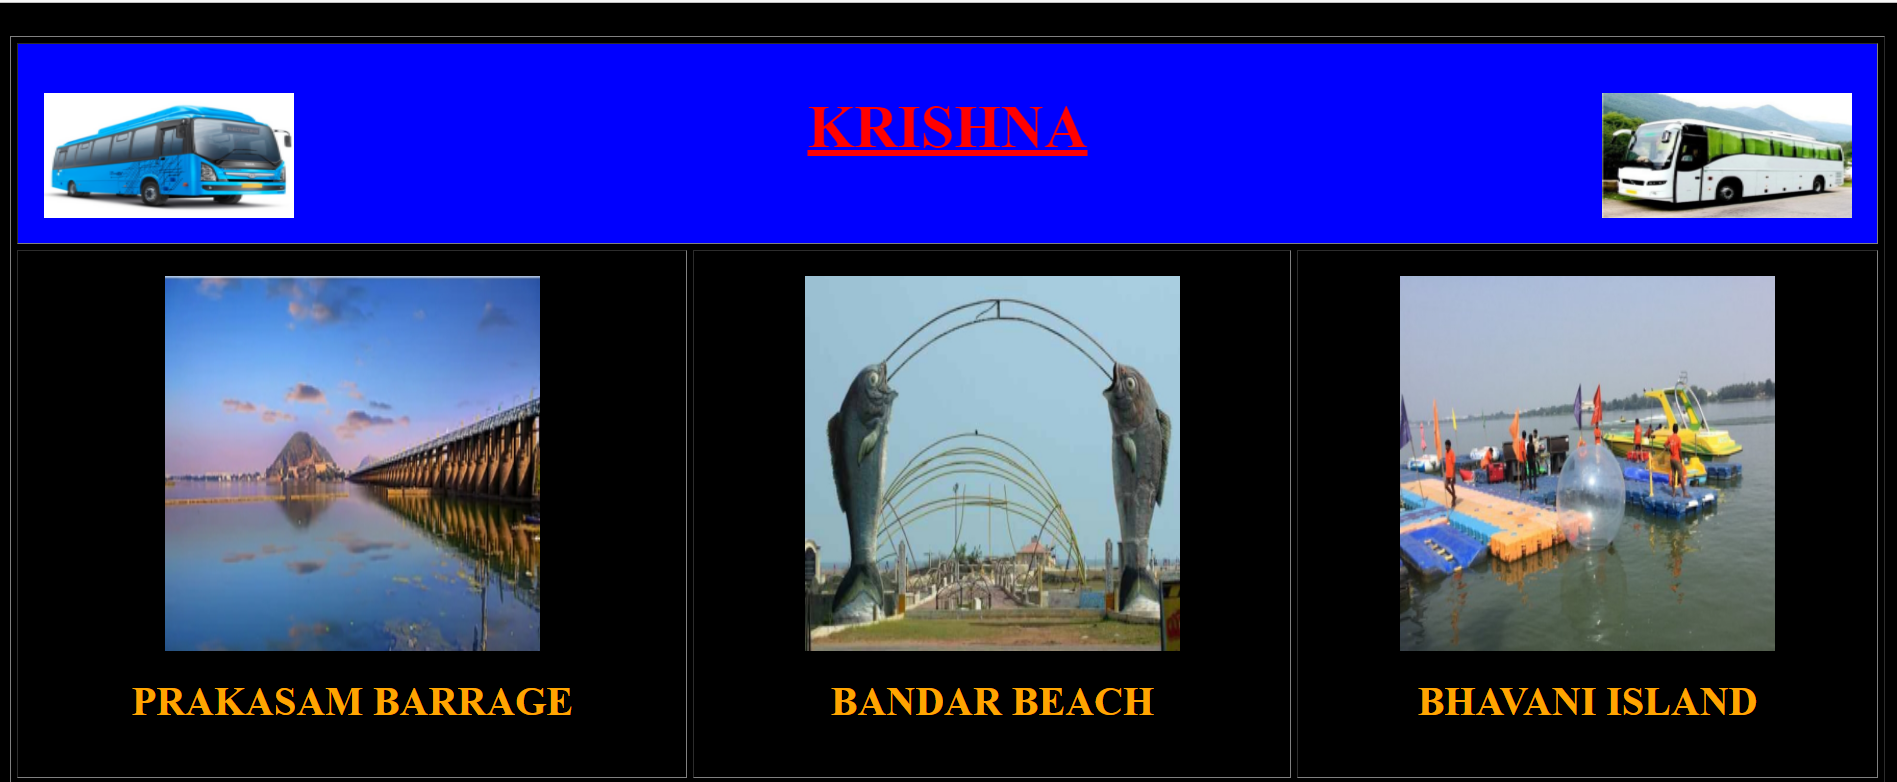 KRISHNA
PRAKASAM BARRAGE
BANDAR BEACH
BHAVANI ISLAND